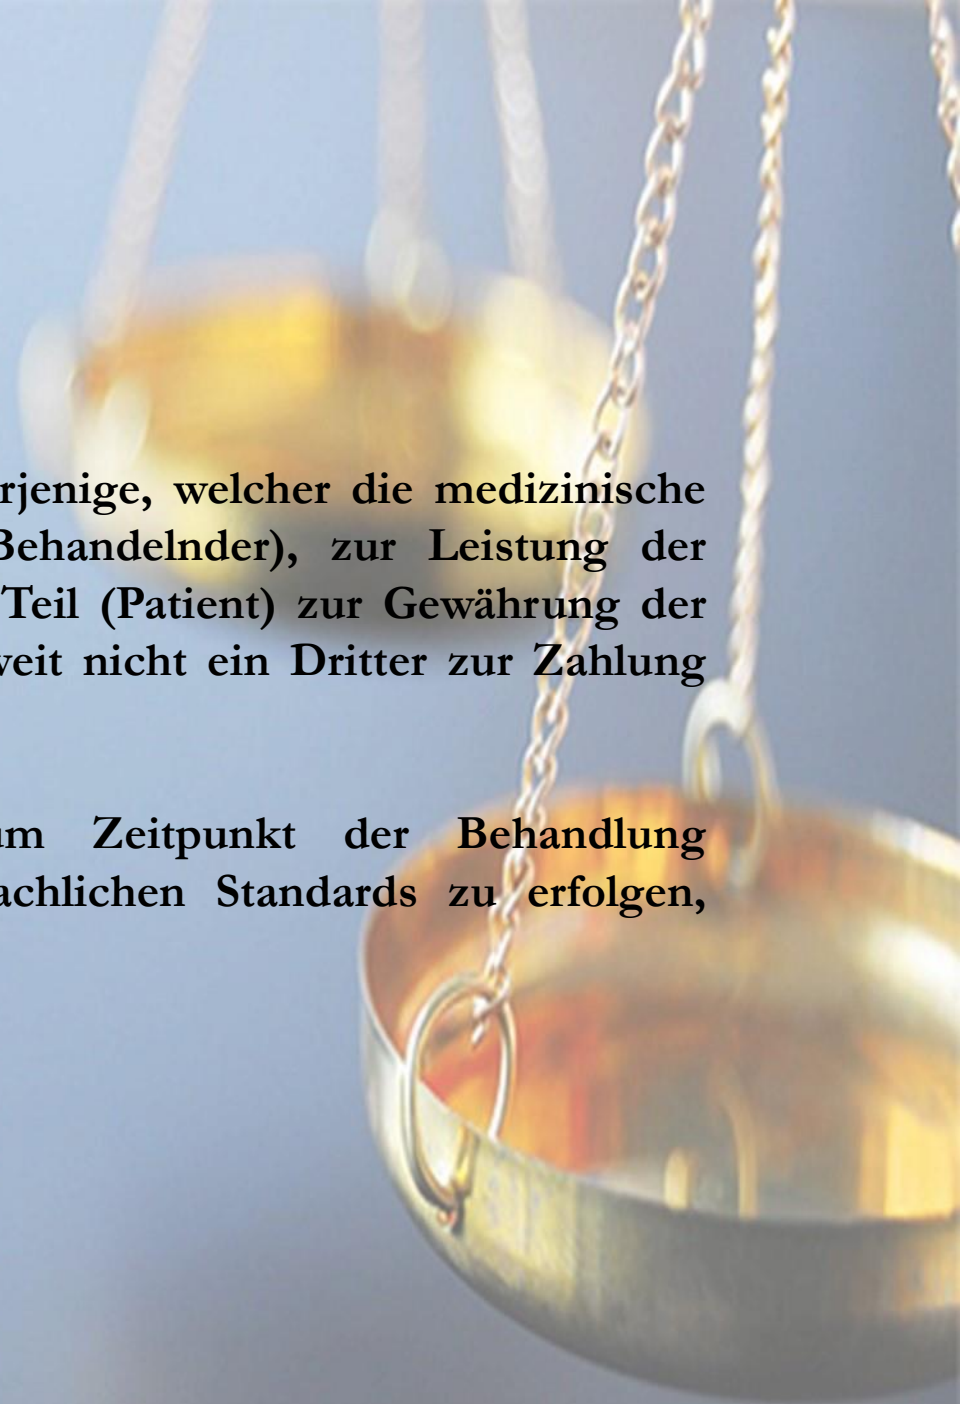 rjenige, welcher die medizinische
Behandelnder), zur Leistung der
Teil (Patient) zur Gewährung der
weit nicht ein Dritter zur Zahlung
um Zeitpunkt der Behandlung
achlichen Standards zu erfolgen,